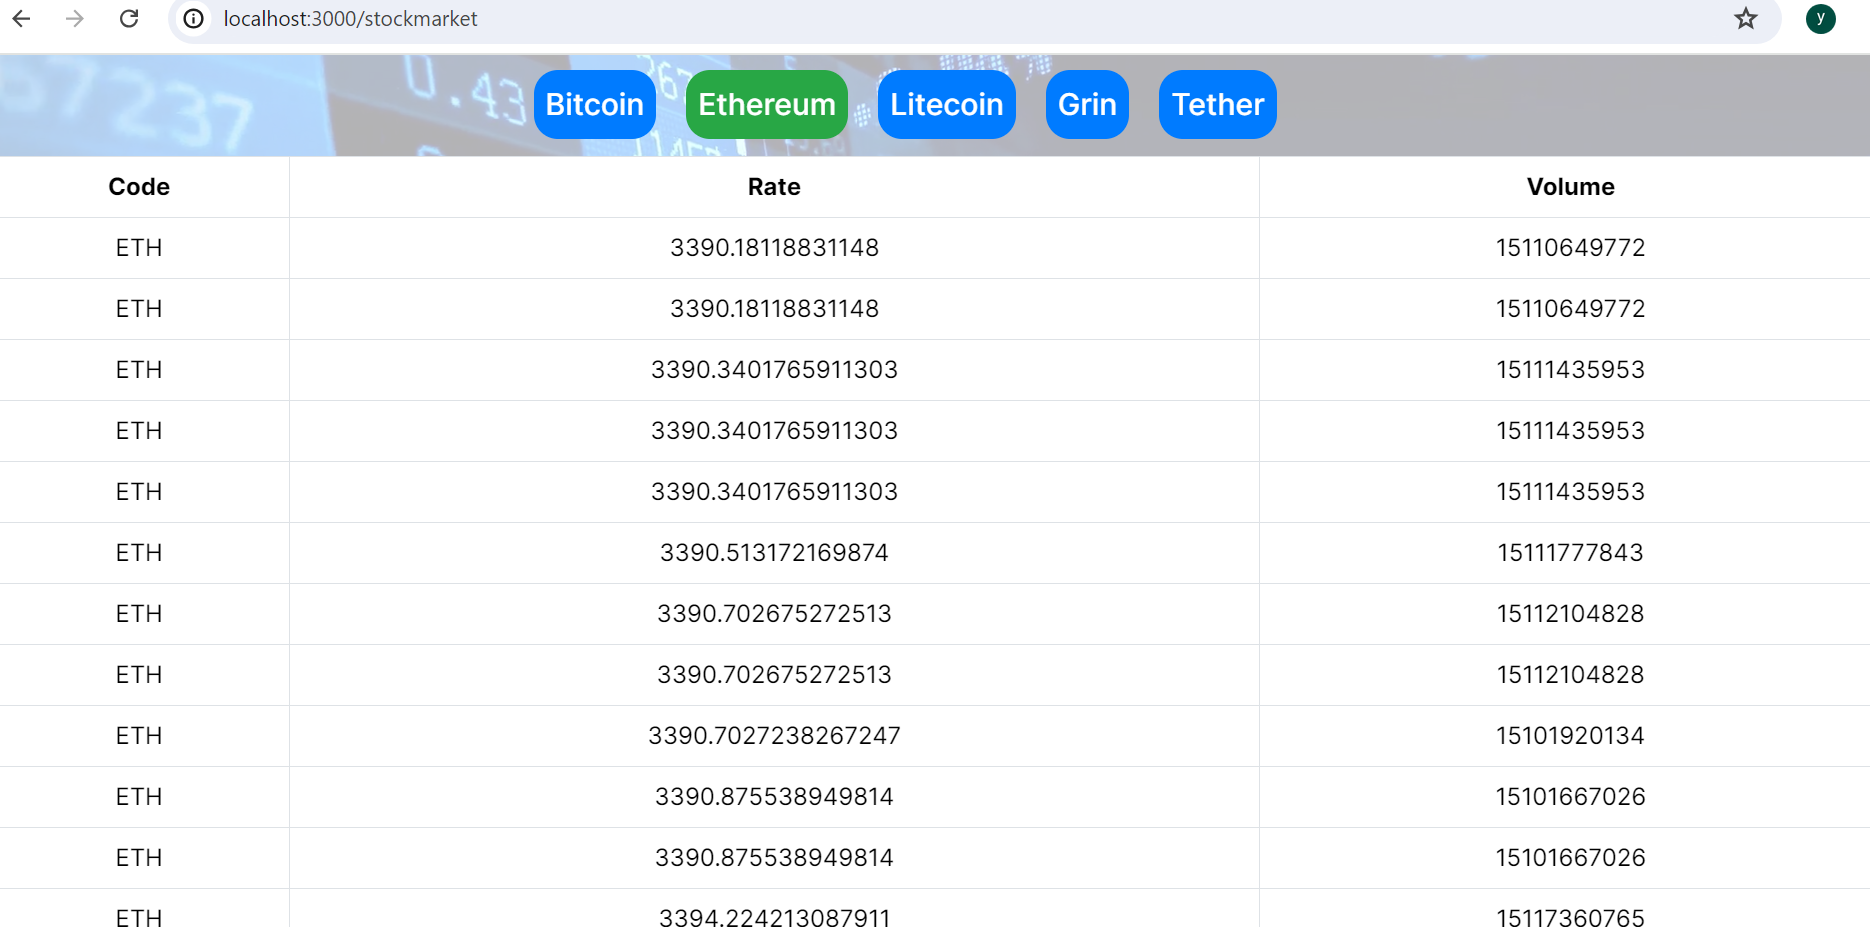 localhost:3000/stockmarket
y
67237
0.43
Bitcoin Ethereum Litecoin Grin Tether
Code Rate Volume
ETH 3390.18118831148 15110649772
ETH 3390.18118831148 15110649772
ETH 3390.3401765911303 15111435953
ETH 3390.3401765911303 15111435953
ETH 3390.3401765911303 15111435953
ETH 3390.513172169874 15111777843
ETH 3390.702675272513 15112104828
ETH 3390.702675272513 15112104828
ETH 3390.7027238267247 15101920134
ETH 3390.875538949814 15101667026
ETH 3390.875538949814 15101667026
ETH 3394.224213087911 15117360765